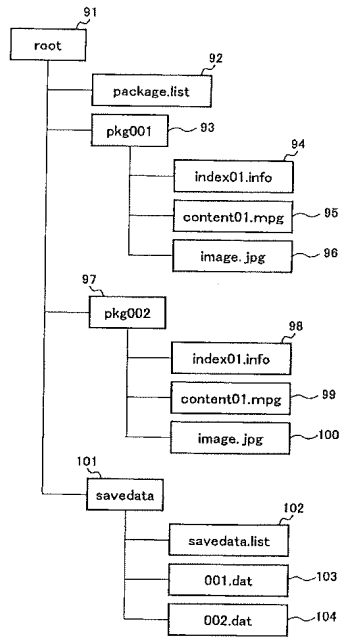 91
root
92
package.list
pkg001
93
94
index01.info
content01.mpg
95
image.jpg
96
97
pkg002
98
index01.info
content01.mpg
99
image.jpg
100
101
savedata
102
savedata.list
001.dat
103
002.dat
104